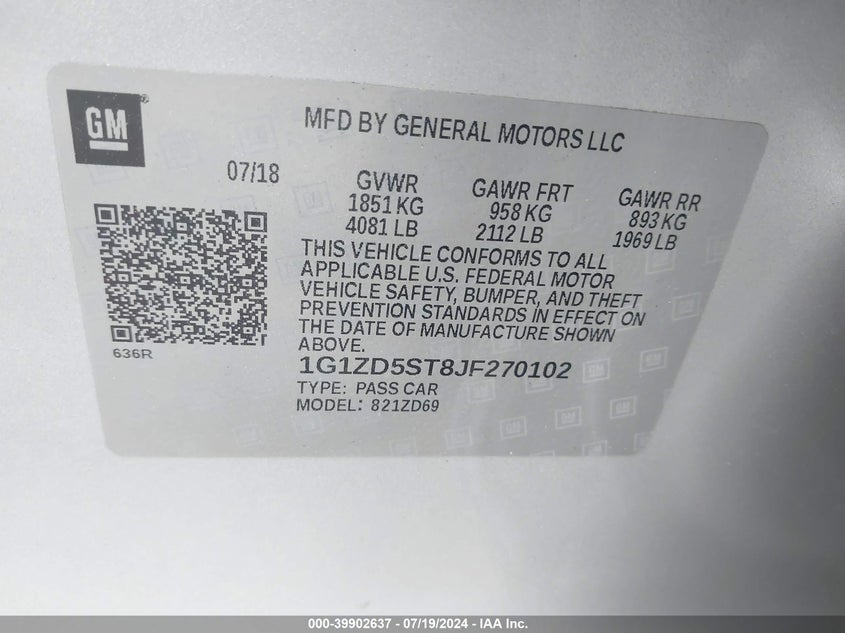 GM®
MFD BY GENERAL MOTORS LLC
07/18
GVWR
1851 KG
4081 LB
GAWR FRT
958 KG
2112 LB
GAWR RR
893 KG
1969 LB
THIS VEHICLE CONFORMS TO ALL
APPLICABLE U.S. FEDERAL MOTOR
VEHICLE SAFETY, BUMPER, AND THEFT
PREVENTION STANDARDS IN EFFECT ON
THE DATE OF MANUFACTURE SHOWN
ABOVE.
636R
1G1ZD5ST8JF270102
TYPE: PASS CAR
MODEL: 821ZD69
000-39902637 - 07/19/2024 - IAA Inc.